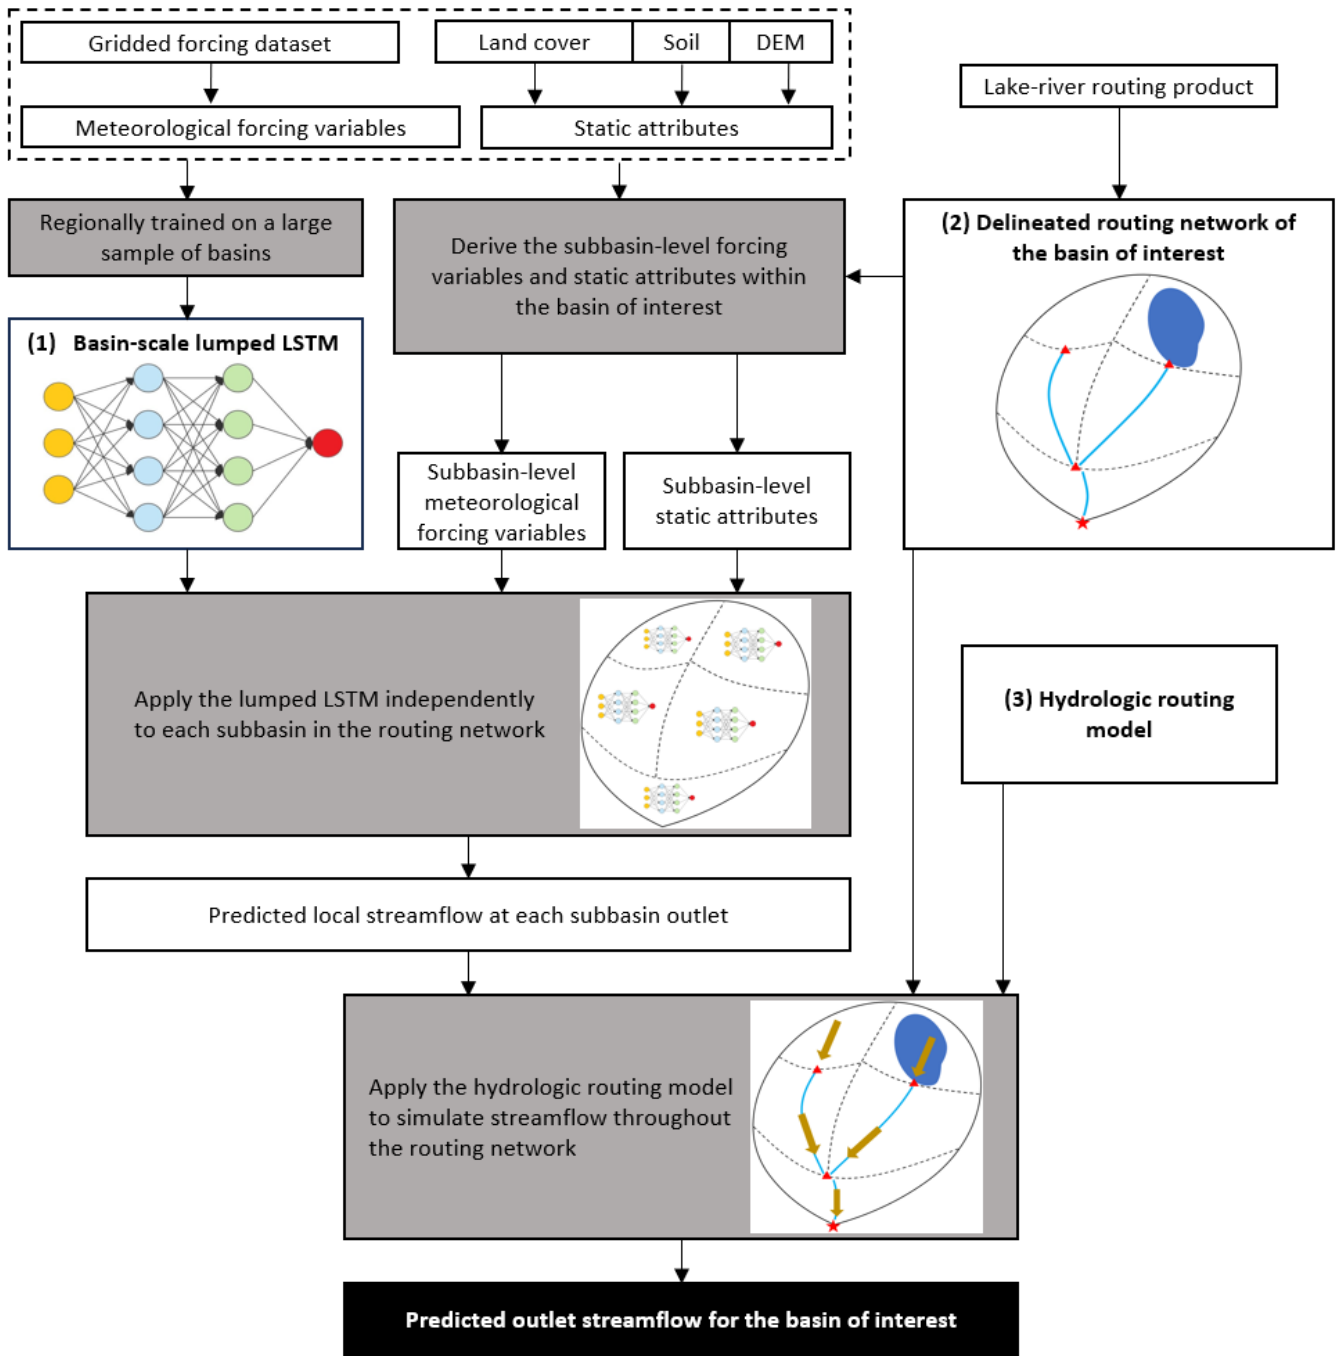 Gridded forcing dataset
Land cover
Soil
DEM
Lake-river routing product
Meteorological forcing variables
Static attributes
Regionally trained on a large
sample of basins
Derive the subbasin-level forcing
variables and static attributes within
the basin of interest
(2) Delineated routing network of
the basin of interest
(1) Basin-scale lumped LSTM
Subbasin-level
meteorological
forcing variables
Subbasin-level
static attributes
Apply the lumped LSTM independently
to each subbasin in the routing network
(3) Hydrologic routing
model
Predicted local streamflow at each subbasin outlet
Apply the hydrologic routing model
to simulate streamflow throughout
the routing network
Predicted outlet streamflow for the basin of interest